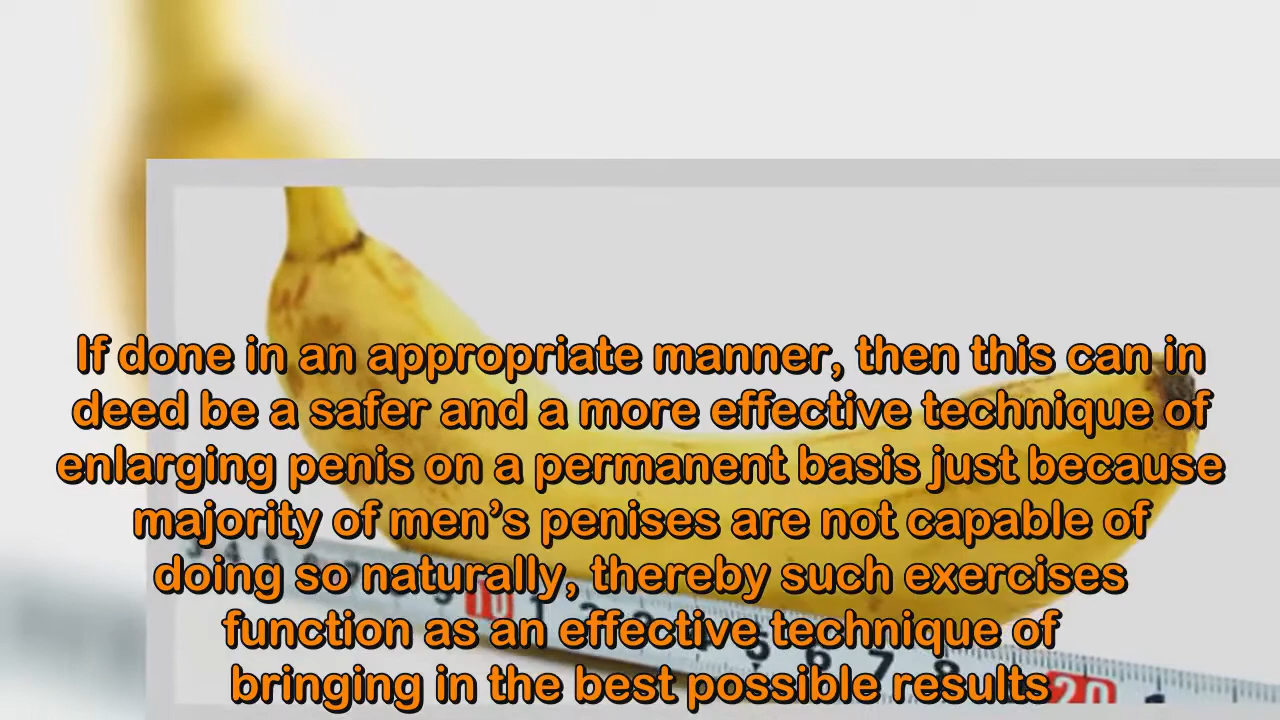 If done in an appropriate manner, then this can in
deed be a safer and a more effective technique of
enlarging penis on a permanent basis just because
majority of men’s penises are not capable of
doing so naturally, thereby such exercises
function as an effective technique of
bringing in the best possible results